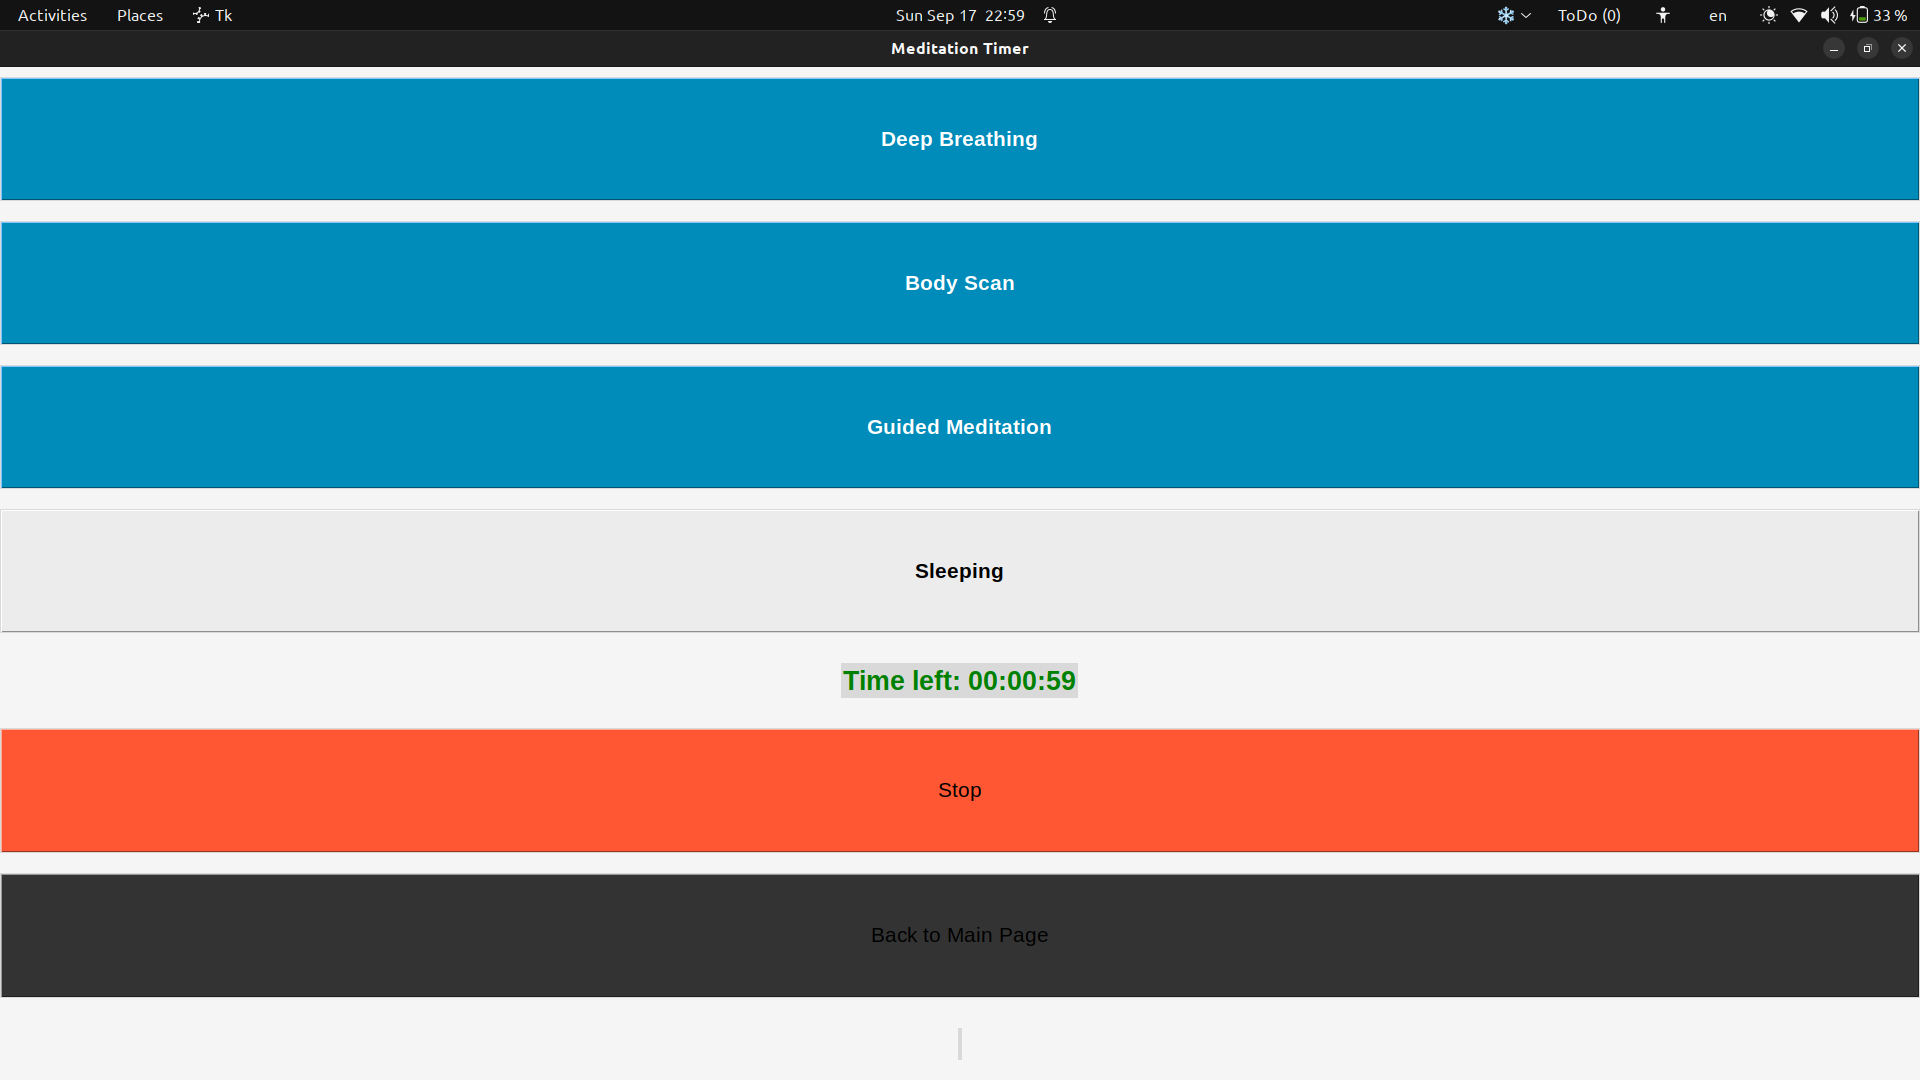 Activities Places Tk Sun Sep 17 22:59 ToDo (0) en 33 %
Meditation Timer
Deep Breathing
Body Scan
Guided Meditation
Sleeping
Time left: 00:00:59
Stop
Back to Main Page